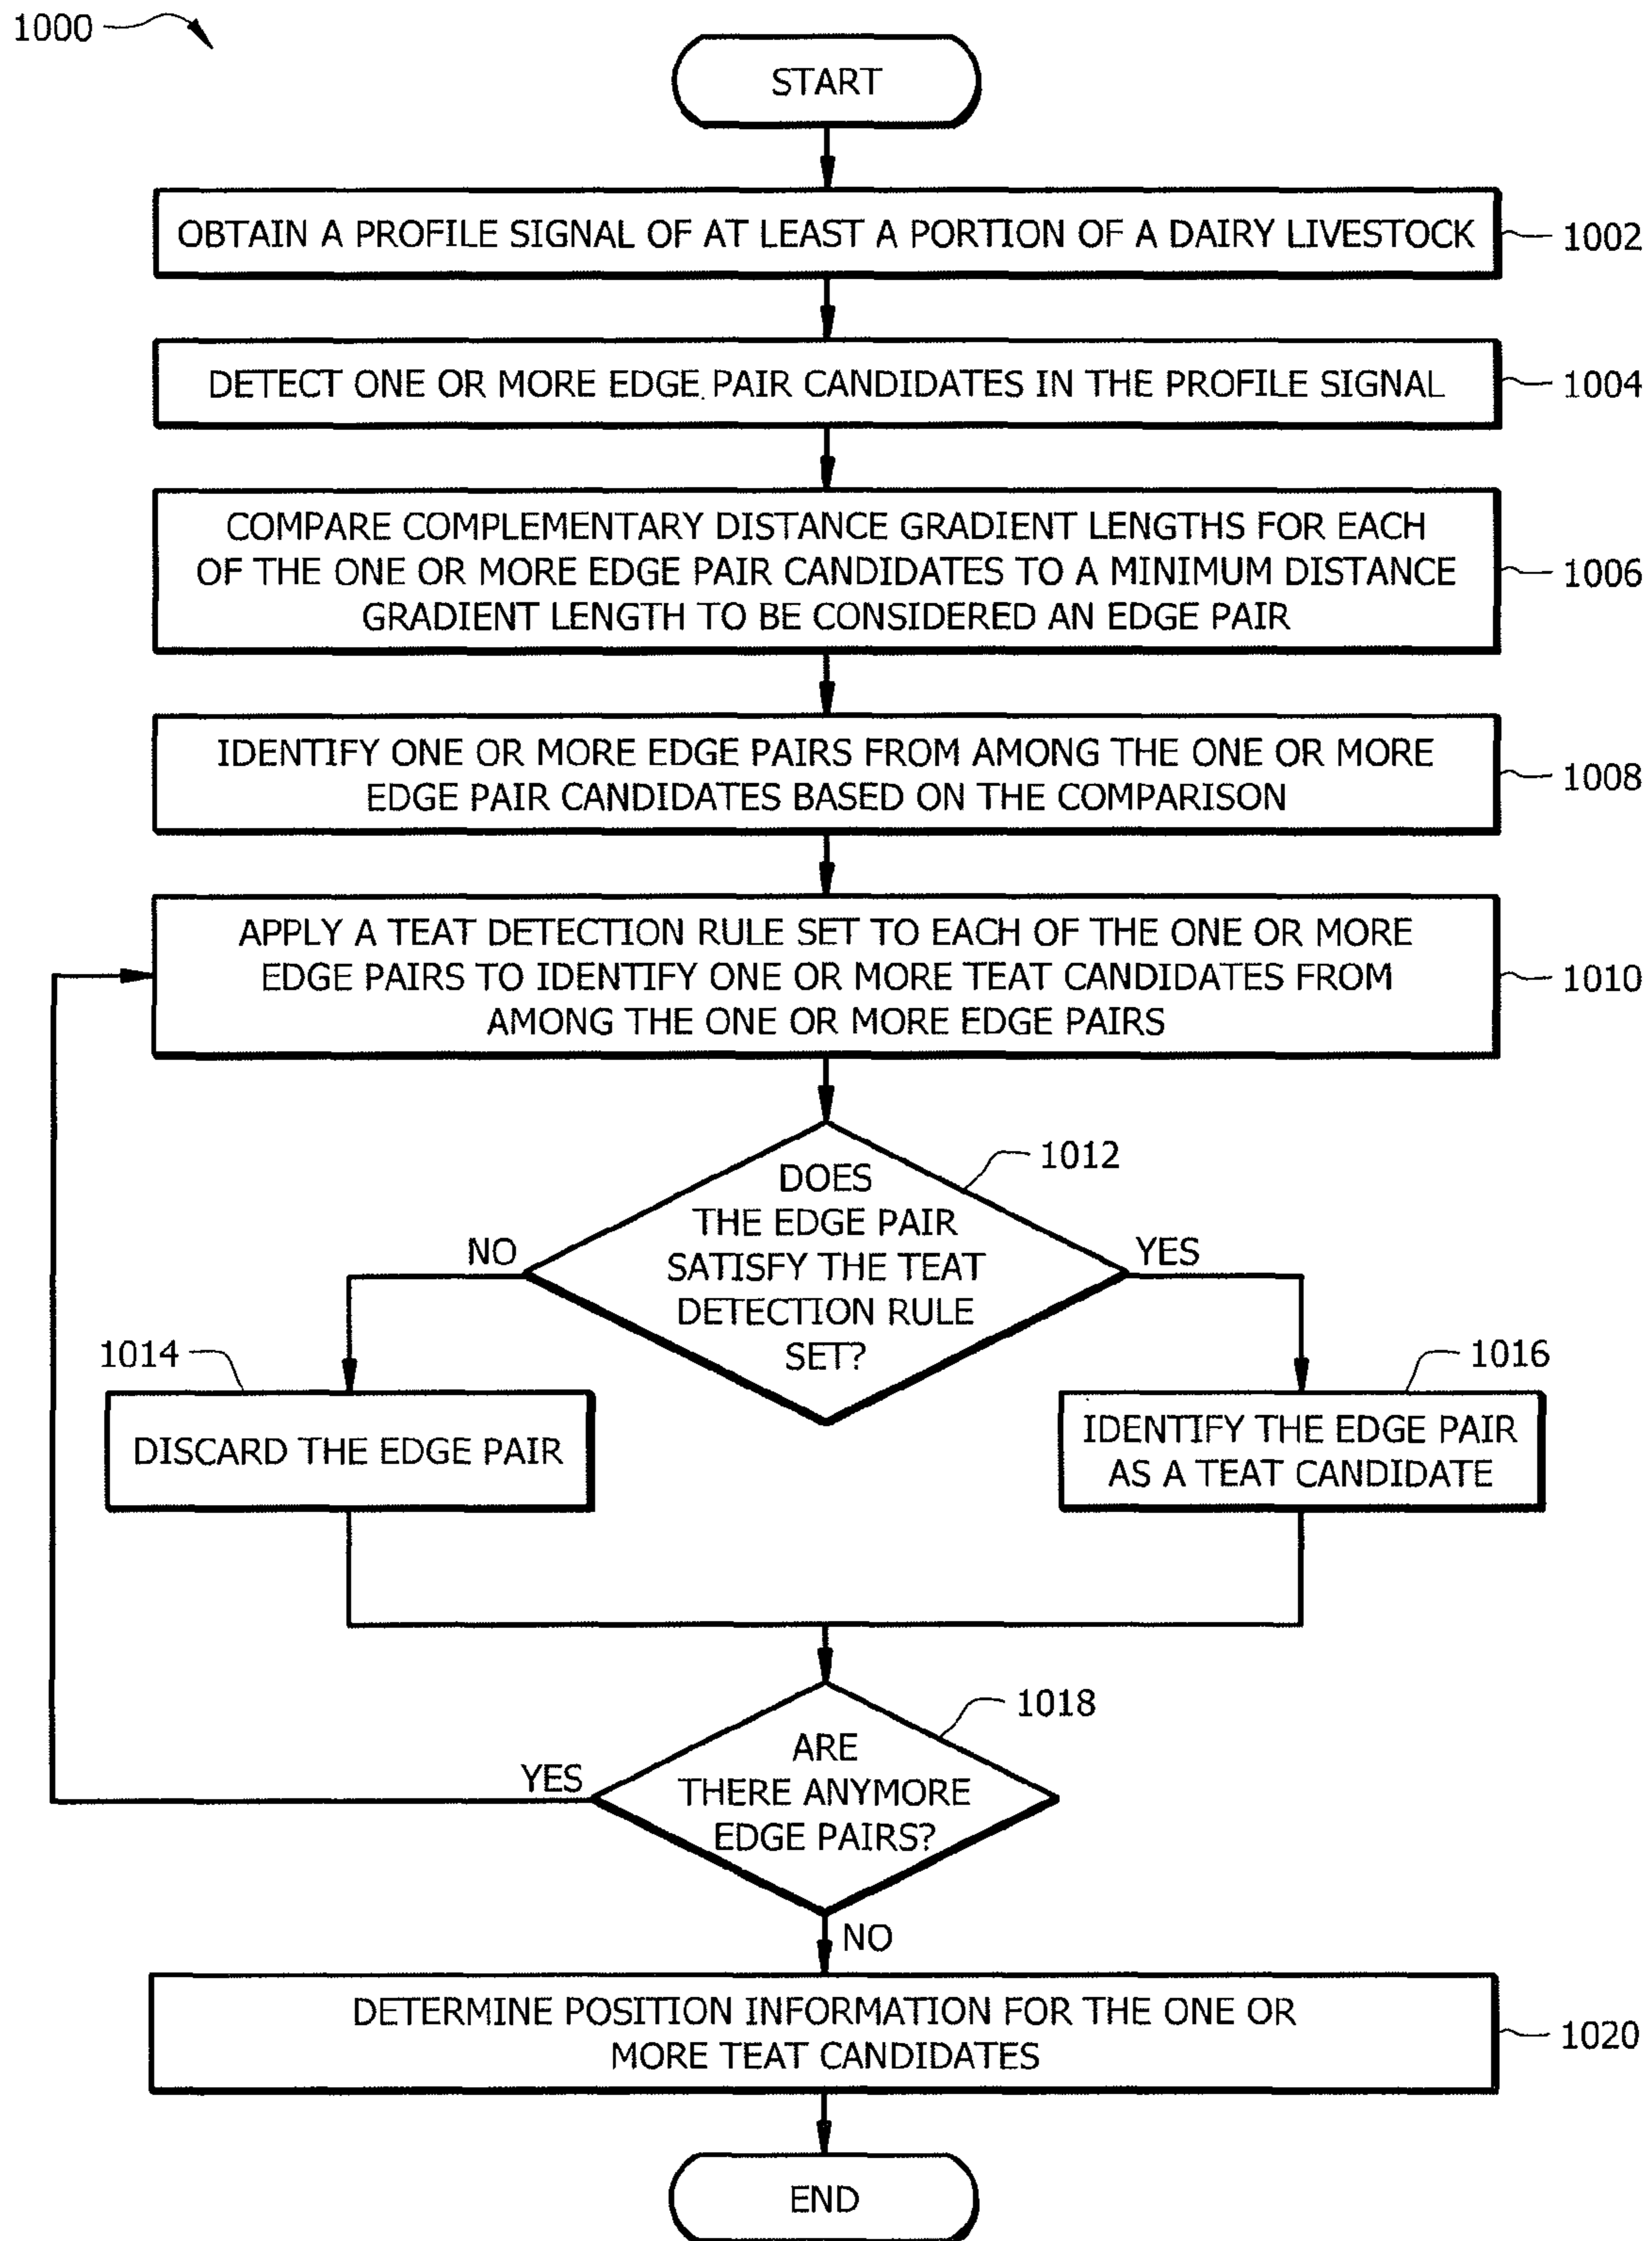 1000
START
OBTAIN A PROFILE SIGNAL OF AT LEAST A PORTION OF A DAIRY LIVESTOCK
1002
DETECT ONE OR MORE EDGE PAIR CANDIDATES IN THE PROFILE SIGNAL
1004
COMPARE COMPLEMENTARY DISTANCE GRADIENT LENGTHS FOR EACH
OF THE ONE OR MORE EDGE PAIR CANDIDATES TO A MINIMUM DISTANCE
GRADIENT LENGTH TO BE CONSIDERED AN EDGE PAIR
1006
IDENTIFY ONE OR MORE EDGE PAIRS FROM AMONG THE ONE OR MORE
EDGE PAIR CANDIDATES BASED ON THE COMPARISON
1008
APPLY A TEAT DETECTION RULE SET TO EACH OF THE ONE OR MORE
EDGE PAIRS TO IDENTIFY ONE OR MORE TEAT CANDIDATES FROM
AMONG THE ONE OR MORE EDGE PAIRS
1010
1012
DOES
THE EDGE PAIR
SATISFY THE TEAT
DETECTION RULE
SET?
NO
YES
1014
DISCARD THE EDGE PAIR
1016
IDENTIFY THE EDGE PAIR
AS A TEAT CANDIDATE
1018
ARE
THERE ANYMORE
EDGE PAIRS?
YES
NO
DETERMINE POSITION INFORMATION FOR THE ONE OR
MORE TEAT CANDIDATES
1020
END